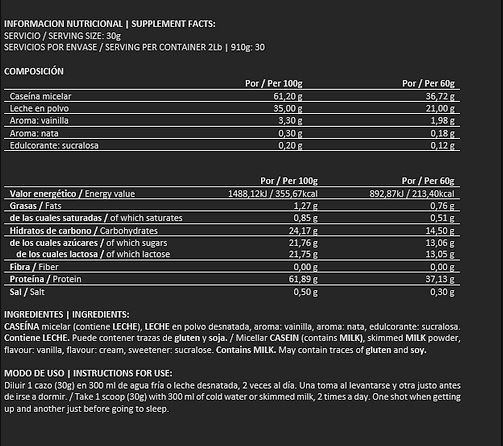 INFORMACION NUTRICIONAL | SUPPLEMENT FACTS:
SERVICIO / SERVING SIZE: 30g
SERVICIOS POR ENVASE / SERVING PER CONTAINER 2Lb | 910g: 30
COMPOSICIÓN
Por / Per 100g Por / Per 60g
Caseína micelar 61,20 g 36,72 g
Leche en polvo 35,00 g 21,00 g
Aroma: vainilla 3,30 g 1,98 g
Aroma: nata 0,30 g 0,18 g
Edulcorante: sucralosa 0,20 g 0,12 g
Por / Per 100g Por / Per 60g
Valor energético / Energy value 1488,12kJ / 355,67kcal 892,87kJ / 213,40kcal
Grasas / Fats 1,27 g 0,76 g
de las cuales saturadas / of which saturates 0,85 g 0,51 g
Hidratos de carbono / Carbohydrates 24,17 g 14,50 g
de los cuales azúcares / of which sugars 21,76 g 13,06 g
de los cuales lactosa / of which lactose 21,75 g 13,05 g
Fibra / Fiber 0,00 g 0,00 g
Proteína / Protein 61,89 g 37,13 g
Sal / Salt 0,50 g 0,30 g
INGREDIENTES | INGREDIENTS:
CASEÍNA micelar (contiene LECHE), LECHE en polvo desnatada, aroma: vainilla, aroma: nata, edulcorante: sucralosa.
Contiene LECHE. Puede contener trazas de gluten y soja. / Micellar CASEIN (contains MILK), skimmed MILK powder,
flavour: vanilla, flavour: cream, sweetener: sucralose. Contains MILK. May contain traces of gluten and soy.
MODO DE USO | INSTRUCTIONS FOR USE:
Diluir 1 cazo (30g) en 300 ml de agua fría o leche desnatada, 2 veces al día. Una toma al levantarse y otra justo antes
de irse a dormir. / Take 1 scoop (30g) with 300 ml of cold water or skimmed milk, 2 times a day. One shot when getting
up and another just before going to sleep.